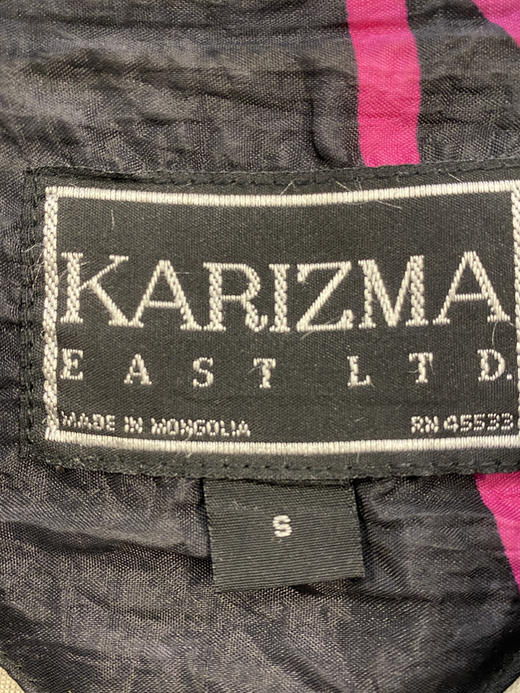 KARIZMA
EAST LTD.
MADE IN MONGOLIA RN 45533
S